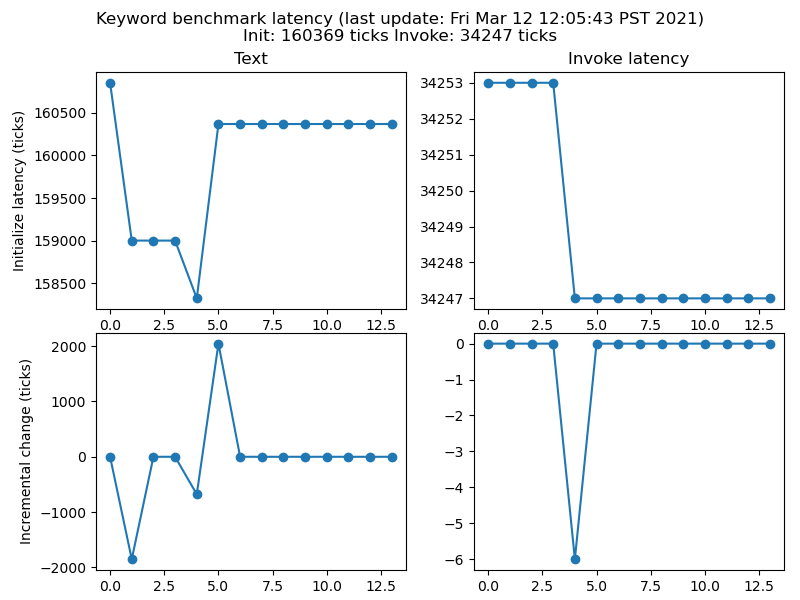 Keyword benchmark latency (last update: Fri Mar 12 12:05:43 PST 2021)
Init: 160369 ticks Invoke: 34247 ticks
Text
Initialize latency (ticks)
160500
160000
159500
159000
158500
0.0 2.5 5.0 7.5 10.0 12.5
Invoke latency
34253
34252
34251
34250
34249
34248
34247
0.0 2.5 5.0 7.5 10.0 12.5
Incremental change (ticks)
2000
1000
0
−1000
−2000
0.0 2.5 5.0 7.5 10.0 12.5
0
−1
−2
−3
−4
−5
−6
0.0 2.5 5.0 7.5 10.0 12.5